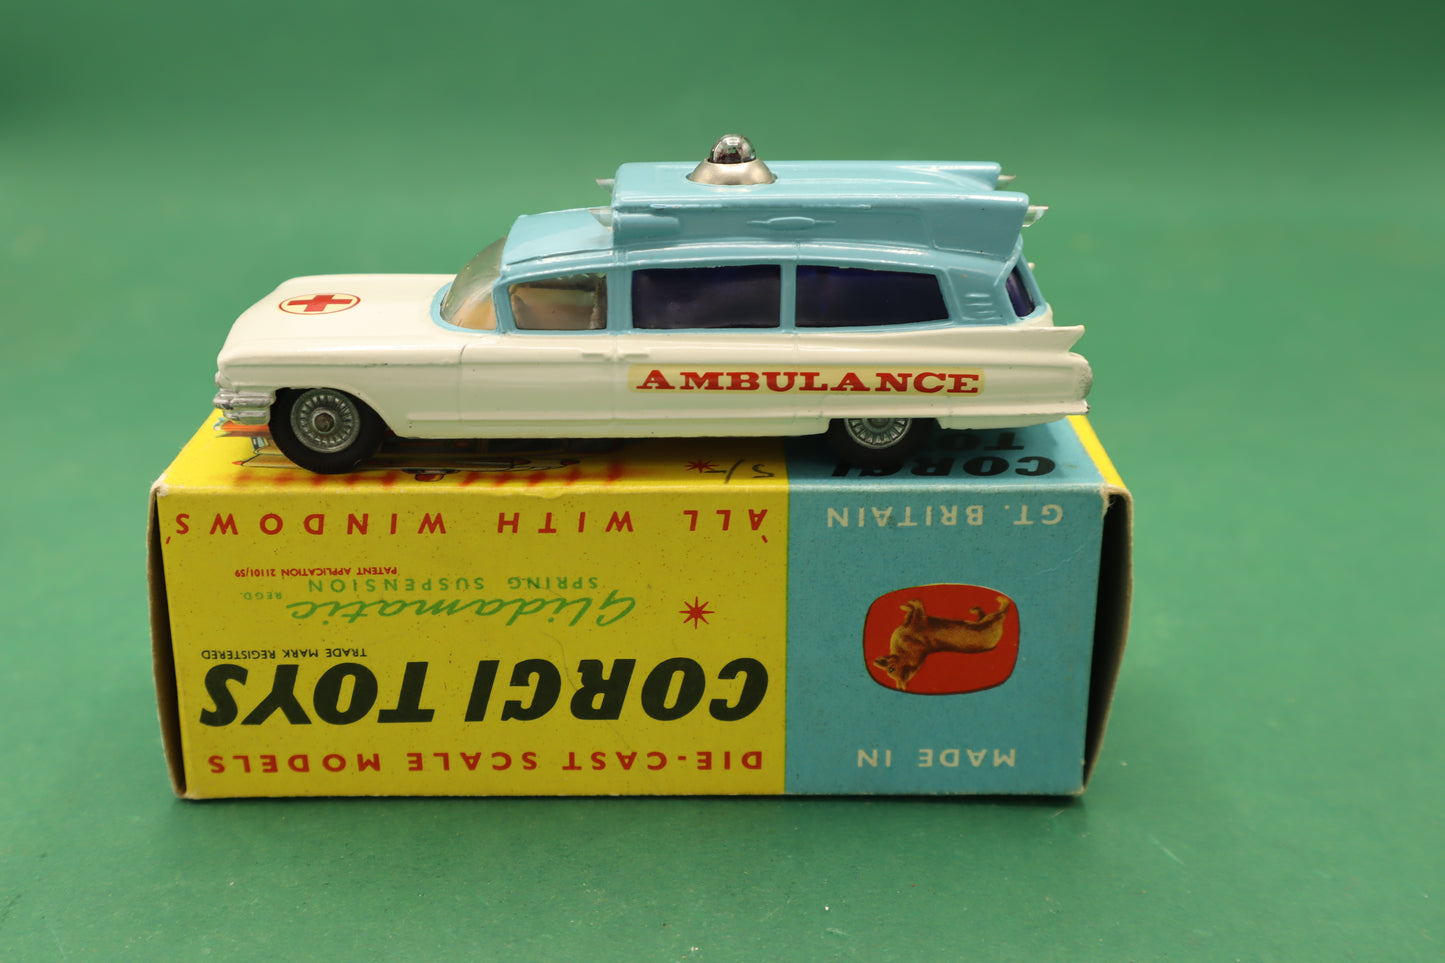 AMBULANCE
CORGI
TOYS
5/-
DIE-CAST SCALE MODELS
CORGI TOYS
TRADE MARK REGISTERED
Glidamatic REGD.
SPRING SUSPENSION
PATENT APPLICATION 21101/59
'ALL WITH WINDOWS'
MADE IN
GT. BRITAIN